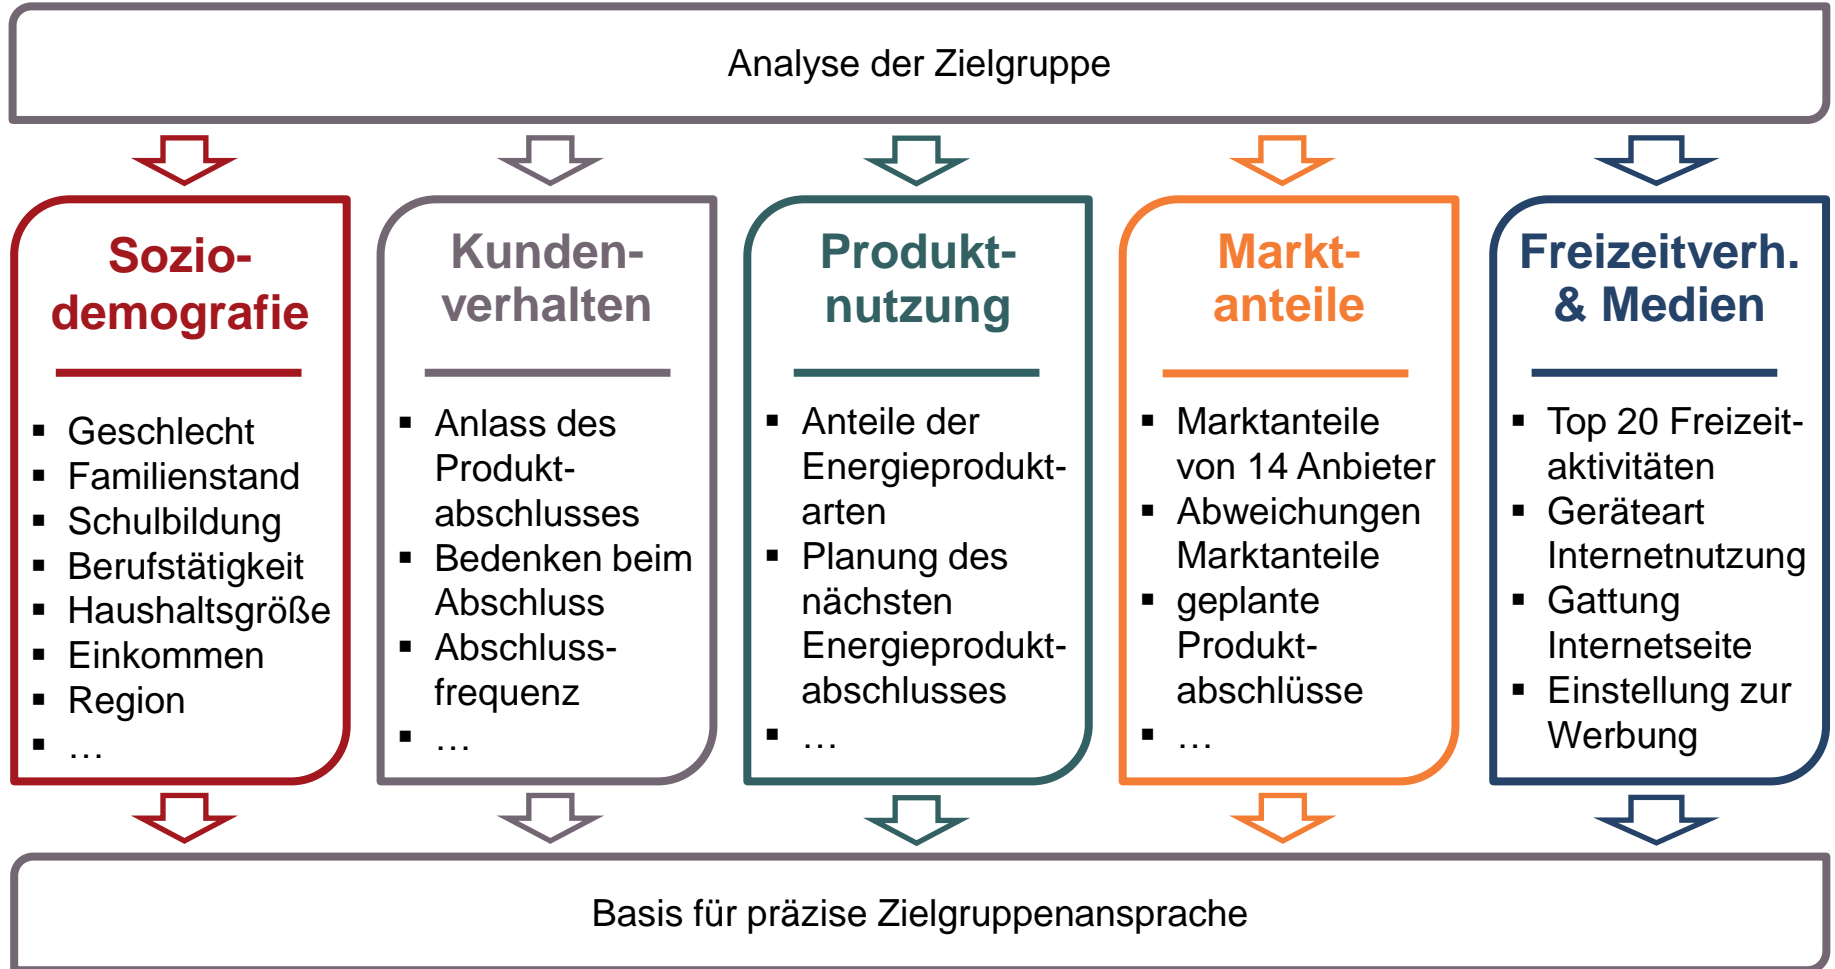 Analyse der Zielgruppe
Sozio-
demografie
▪ Geschlecht
▪ Familienstand
▪ Schulbildung
▪ Berufstätigkeit
▪ Haushaltsgröße
▪ Einkommen
▪ Region
▪ …
Kunden-
verhalten
▪ Anlass des
Produkt-
abschlusses
▪ Bedenken beim
Abschluss
▪ Abschluss-
frequenz
▪ …
Produkt-
nutzung
▪ Anteile der
Energieprodukt-
arten
▪ Planung des
nächsten
Energieprodukt-
abschlusses
▪ …
Markt-
anteile
▪ Marktanteile
von 14 Anbieter
▪ Abweichungen
Marktanteile
▪ geplante
Produkt-
abschlüsse
▪ …
Freizeitverh.
& Medien
▪ Top 20 Freizeit-
aktivitäten
▪ Geräteart
Internetnutzung
▪ Gattung
Internetseite
▪ Einstellung zur
Werbung
Basis für präzise Zielgruppenansprache